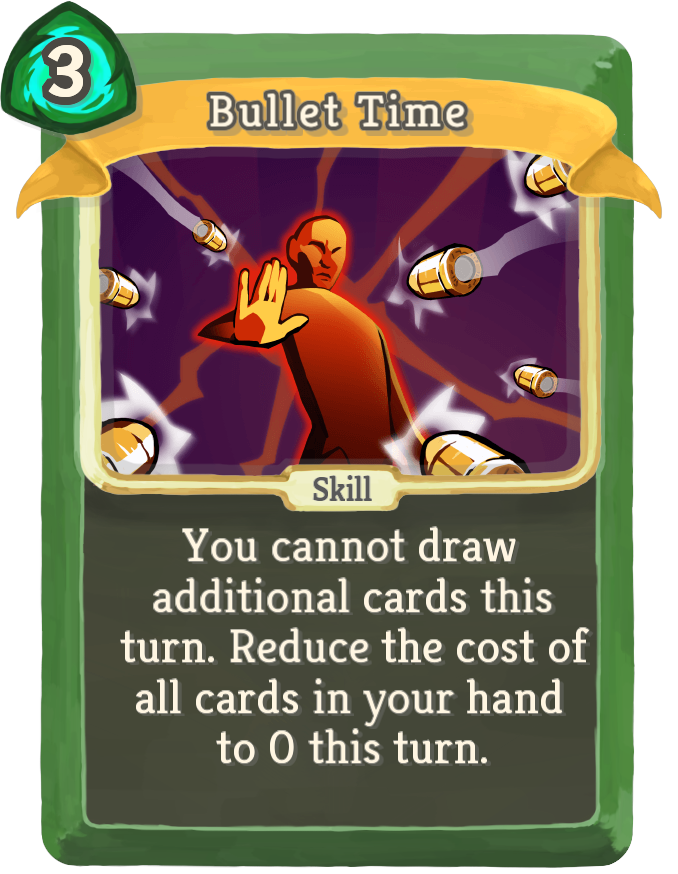 3
Bullet Time
Skill
You cannot draw
additional cards this
turn. Reduce the cost of
all cards in your hand
to 0 this turn.